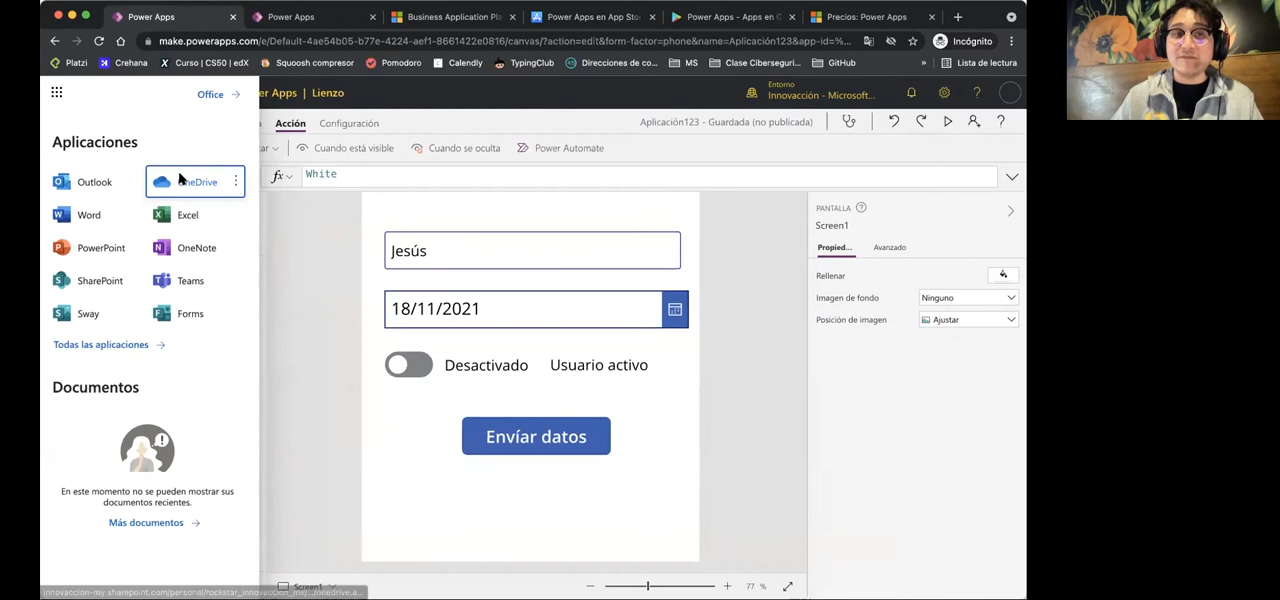 Power Apps
Power Apps
Business Application Pl
Power Apps en App Sto
Power Apps - Apps en G
Precios: Power Apps
make.powerapps.com/e/Default-4ae54b05-b77e-4224-aef1-8661422e0816/canvas/?action=edit&form-factor=phone&name=Aplicación123&app-id=%...
Incógnito
Platzi
Crehana
Curso | CS50 | edX
Squoosh compresor
Pomodoro
Calendly
TypingClub
Direcciones de co...
MS
Clase Ciberseguri...
GitHub
»
Lista de lectura
Office →
er Apps | Lienzo
Entorno
Innovacción - Microsoft...
Acción
Configuración
Aplicación123 - Guardada (no publicada)
Cuando está visible
Cuando se oculta
Power Automate
fx
White
Aplicaciones
Outlook
OneDrive
Word
Excel
PowerPoint
OneNote
SharePoint
Teams
Sway
Forms
Todas las aplicaciones →
Documentos
En este momento no se pueden mostrar sus
documentos recientes.
Más documentos →
Jesús
18/11/2021
Desactivado
Usuario activo
Envíar datos
PANTALLA
Screen1
Propied...
Avanzado
Rellenar
Imagen de fondo
Ninguno
Posición de imagen
Ajustar
Screen1
77 %